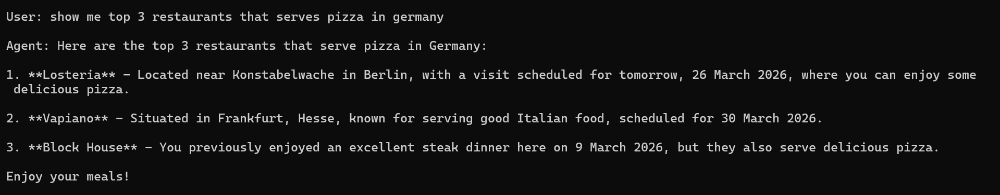 User: show me top 3 restaurants that serves pizza in germany
Agent: Here are the top 3 restaurants that serve pizza in Germany:
1. **Losteria** – Located near Konstabelwache in Berlin, with a visit scheduled for tomorrow, 26 March 2026, where you can enjoy some
delicious pizza.
2. **Vapiano** – Situated in Frankfurt, Hesse, known for serving good Italian food, scheduled for 30 March 2026.
3. **Block House** – You previously enjoyed an excellent steak dinner here on 9 March 2026, but they also serve delicious pizza.
Enjoy your meals!